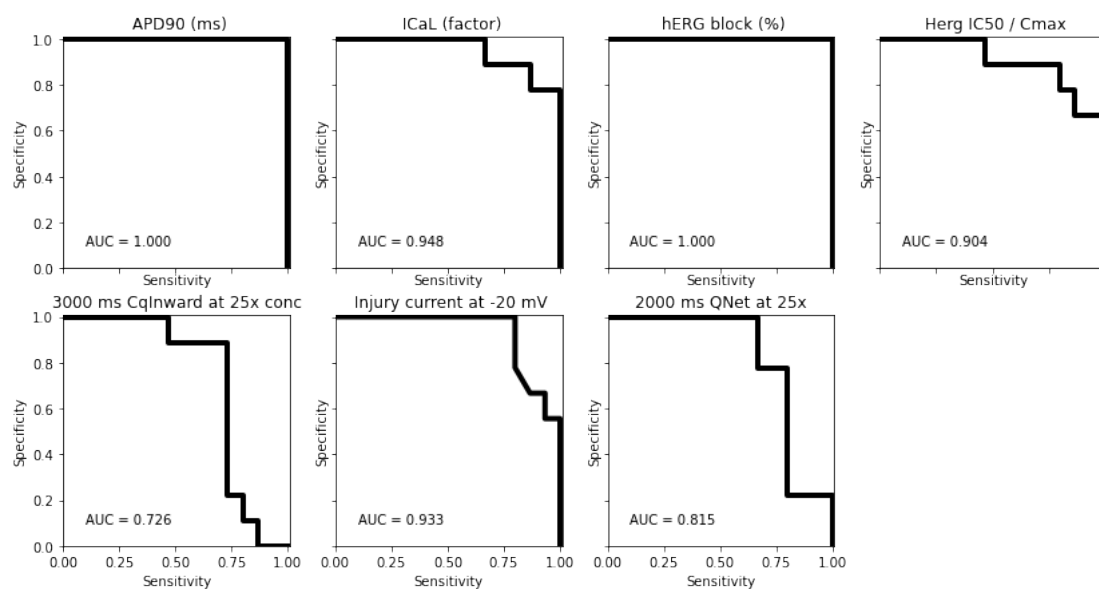 APD90 (ms)
ICaL (factor)
hERG block (%)
Herg IC50 / Cmax
1.0
0.8
0.6
0.4
0.2
0.0
Specificity
Specificity
Specificity
Specificity
AUC = 1.000
AUC = 0.948
AUC = 1.000
AUC = 0.904
Sensitivity
Sensitivity
Sensitivity
Sensitivity
3000 ms CqInward at 25x conc
Injury current at -20 mV
2000 ms QNet at 25x
1.0
0.8
0.6
0.4
0.2
0.0
Specificity
Specificity
Specificity
AUC = 0.726
AUC = 0.933
AUC = 0.815
0.00 0.25 0.50 0.75 1.00
0.00 0.25 0.50 0.75 1.00
0.00 0.25 0.50 0.75 1.00
Sensitivity
Sensitivity
Sensitivity